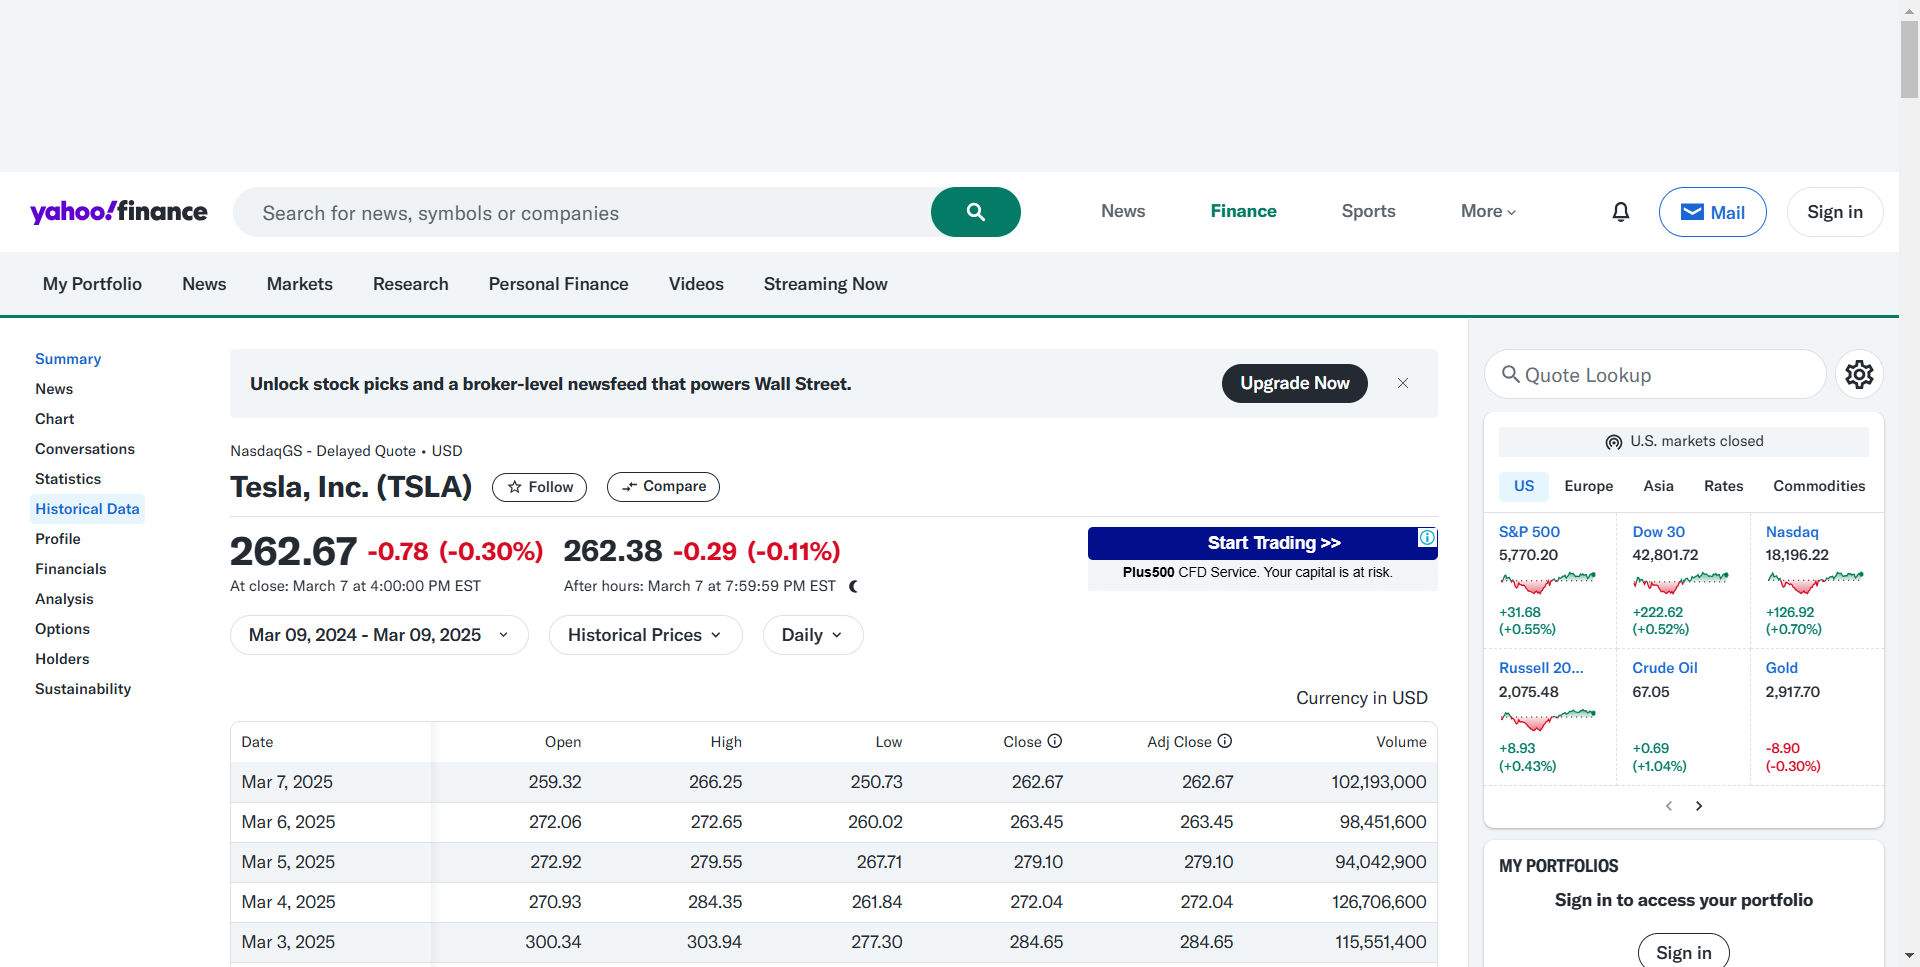 yahoo!finance
Search for news, symbols or companies
News Finance Sports More
Mail
Sign in
My Portfolio News Markets Research Personal Finance Videos Streaming Now
Summary
News
Chart
Conversations
Statistics
Historical Data
Profile
Financials
Analysis
Options
Holders
Sustainability
Unlock stock picks and a broker-level newsfeed that powers Wall Street.
Upgrade Now
NasdaqGS - Delayed Quote • USD
Tesla, Inc. (TSLA)
Follow
Compare
262.67 -0.78 (-0.30%) 262.38 -0.29 (-0.11%)
At close: March 7 at 4:00:00 PM EST After hours: March 7 at 7:59:59 PM EST
Start Trading >>
Plus500 CFD Service. Your capital is at risk.
Mar 09, 2024 - Mar 09, 2025
Historical Prices
Daily
Currency in USD
Date Open High Low Close Adj Close Volume
Mar 7, 2025 259.32 266.25 250.73 262.67 262.67 102,193,000
Mar 6, 2025 272.06 272.65 260.02 263.45 263.45 98,451,600
Mar 5, 2025 272.92 279.55 267.71 279.10 279.10 94,042,900
Mar 4, 2025 270.93 284.35 261.84 272.04 272.04 126,706,600
Mar 3, 2025 300.34 303.94 277.30 284.65 284.65 115,551,400
Quote Lookup
U.S. markets closed
US Europe Asia Rates Commodities
S&P 500 Dow 30 Nasdaq
5,770.20 42,801.72 18,196.22
+31.68 +222.62 +126.92
(+0.55%) (+0.52%) (+0.70%)
Russell 20... Crude Oil Gold
2,075.48 67.05 2,917.70
+8.93 +0.69 -8.90
(+0.43%) (+1.04%) (-0.30%)
MY PORTFOLIOS
Sign in to access your portfolio
Sign in